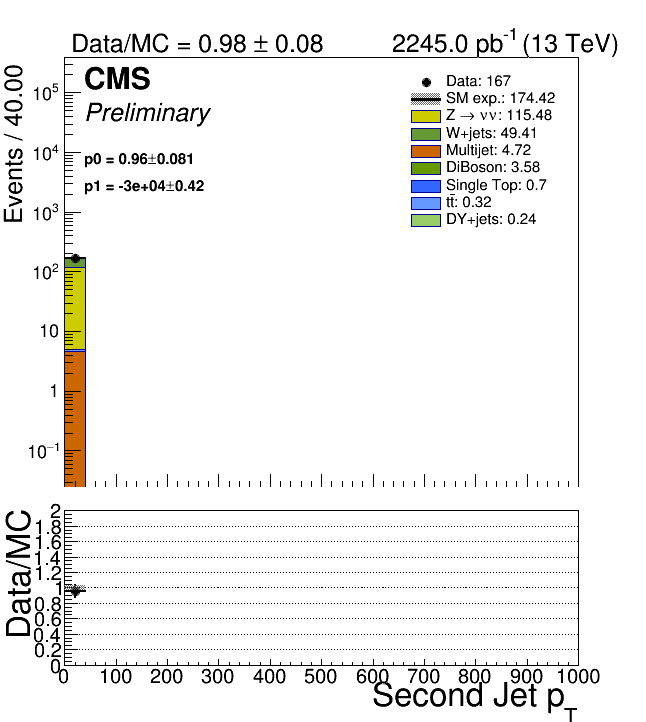 Data/MC = 0.98 ± 0.08
2245.0 pb⁻¹ (13 TeV)
CMS
Preliminary
p0 = 0.96±0.081
p1 = -3e+04±0.42
Data: 167
SM exp.: 174.42
Z → νν: 115.48
W+jets: 49.41
Multijet: 4.72
DiBoson: 3.58
Single Top: 0.7
tt̄: 0.32
DY+jets: 0.24
Events / 40.00
10⁵
10⁴
10³
10²
10
1
10⁻¹
Data/MC
2
1.8
1.6
1.4
1.2
1
0.8
0.6
0.4
0.2
0
0 100 200 300 400 500 600 700 800 900 1000
Second Jet p_T